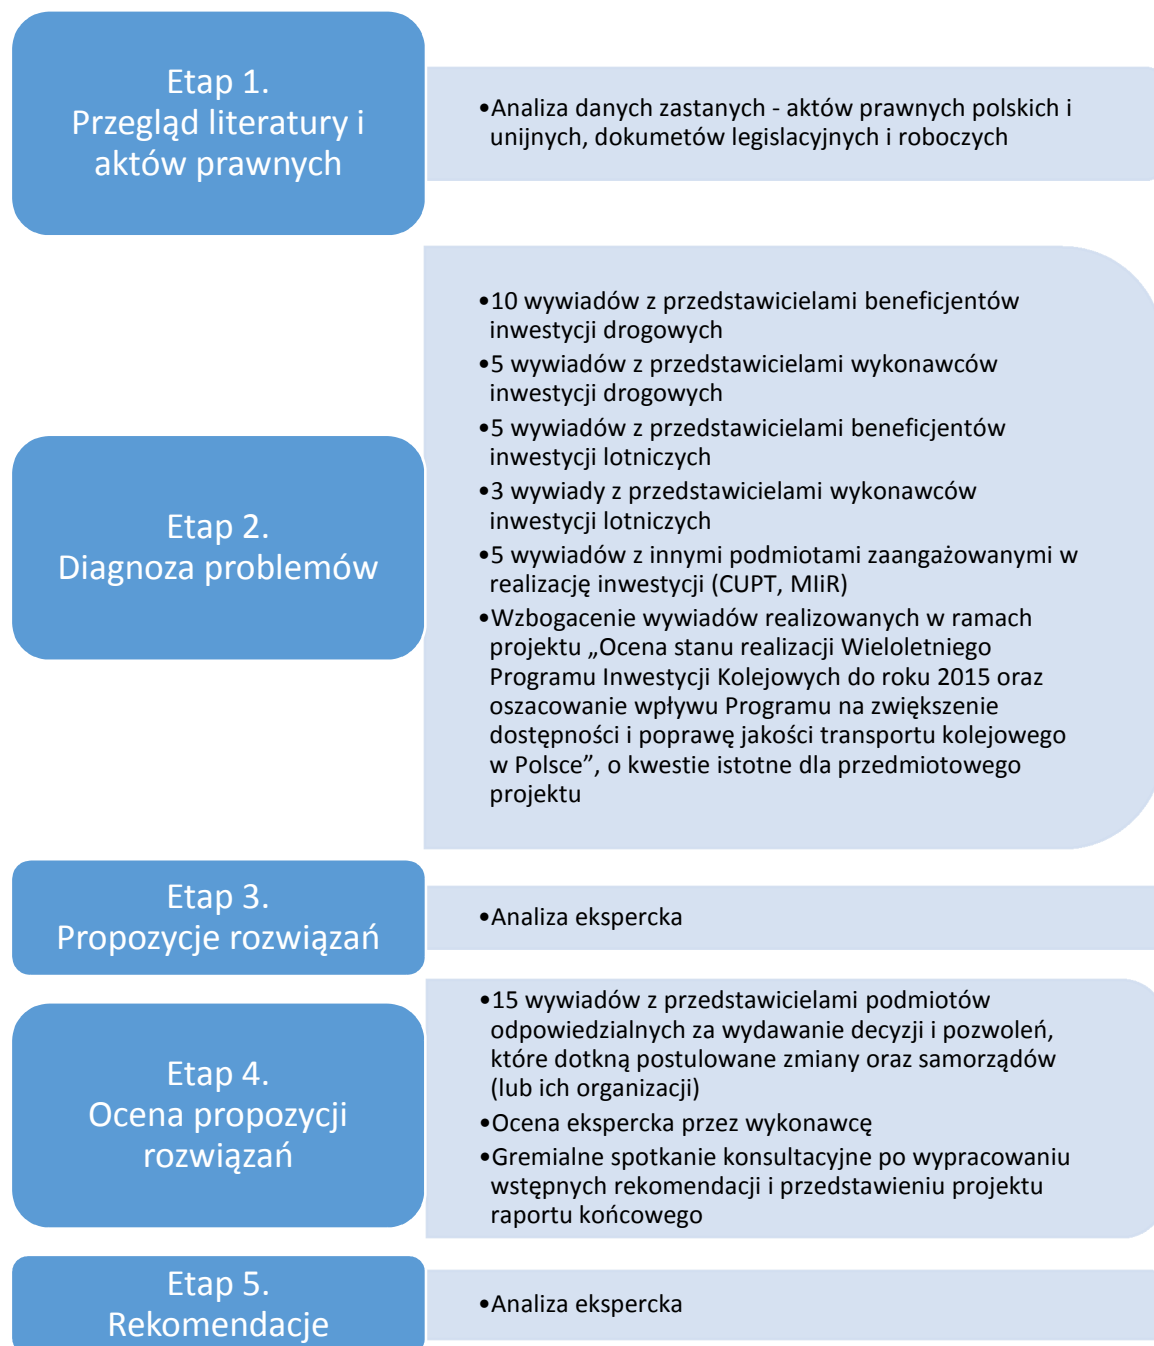 Etap 1.
Przegląd literatury i
aktów prawnych
•Analiza danych zastanych - aktów prawnych polskich i
unijnych, dokumetów legislacyjnych i roboczych
Etap 2.
Diagnoza problemów
•10 wywiadów z przedstawicielami beneficjentów
inwestycji drogowych
•5 wywiadów z przedstawicielami wykonawców
inwestycji drogowych
•5 wywiadów z przedstawicielami beneficjentów
inwestycji lotniczych
•3 wywiady z przedstawicielami wykonawców
inwestycji lotniczych
•5 wywiadów z innymi podmiotami zaangażowanymi w
realizację inwestycji (CUPT, MIiR)
•Wzbogacenie wywiadów realizowanych w ramach
projektu „Ocena stanu realizacji Wieloletniego
Programu Inwestycji Kolejowych do roku 2015 oraz
oszacowanie wpływu Programu na zwiększenie
dostępności i poprawę jakości transportu kolejowego
w Polsce”, o kwestie istotne dla przedmiotowego
projektu
Etap 3.
Propozycje rozwiązań
•Analiza ekspercka
Etap 4.
Ocena propozycji
rozwiązań
•15 wywiadów z przedstawicielami podmiotów
odpowiedzialnych za wydawanie decyzji i pozwoleń,
które dotkną postulowane zmiany oraz samorządów
(lub ich organizacji)
•Ocena ekspercka przez wykonawcę
•Gremialne spotkanie konsultacyjne po wypracowaniu
wstępnych rekomendacji i przedstawieniu projektu
raportu końcowego
Etap 5.
Rekomendacje
•Analiza ekspercka